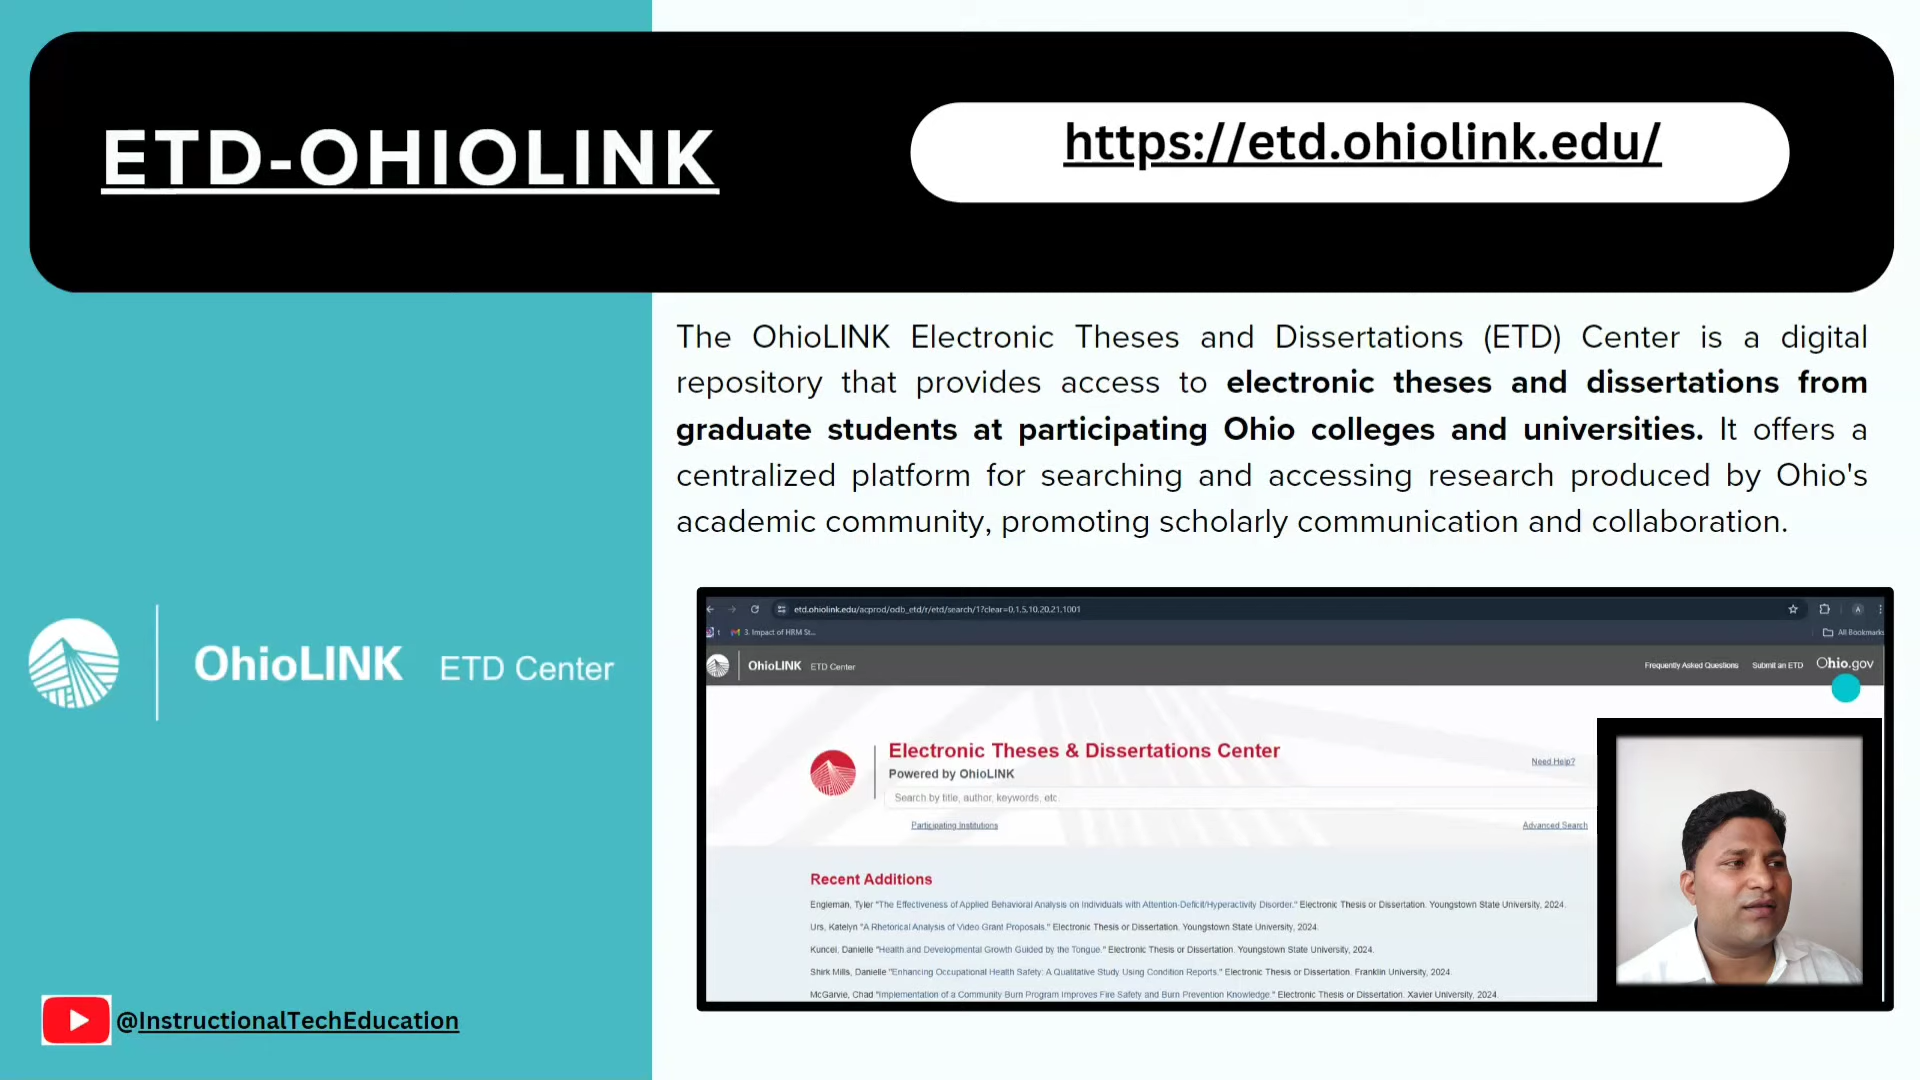 ETD-OHIOLINK
https://etd.ohiolink.edu/
The OhioLINK Electronic Theses and Dissertations (ETD) Center is a digital
repository that provides access to electronic theses and dissertations from
graduate students at participating Ohio colleges and universities. It offers a
centralized platform for searching and accessing research produced by Ohio's
academic community, promoting scholarly communication and collaboration.
OhioLINK ETD Center
etd.ohiolink.edu/acprod/odb_etd/r/etd/search/1?clear=0,1,5,10,20,21,1001
A
t 3. Impact of HRM St...
All Bookmarks
OhioLINK ETD Center
Frequently Asked Questions Submit an ETD Ohio.gov
Electronic Theses & Dissertations Center
Powered by OhioLINK
Need Help?
Search by title, author, keywords, etc.
Participating Institutions
Advanced Search
Recent Additions
Engleman, Tyler "The Effectiveness of Applied Behavioral Analysis on Individuals with Attention-Deficit/Hyperactivity Disorder." Electronic Thesis or Dissertation. Youngstown State University, 2024.
Urs, Katelyn "A Rhetorical Analysis of Video Grant Proposals." Electronic Thesis or Dissertation. Youngstown State University, 2024.
Kuncel, Danielle "Health and Developmental Growth Guided by the Tongue." Electronic Thesis or Dissertation. Youngstown State University, 2024.
Shirk Mills, Danielle "Enhancing Occupational Health Safety: A Qualitative Study Using Condition Reports." Electronic Thesis or Dissertation. Franklin University, 2024.
McGarvie, Chad "Implementation of a Community Burn Program Improves Fire Safety and Burn Prevention Knowledge." Electronic Thesis or Dissertation. Xavier University, 2024.
@InstructionalTechEducation